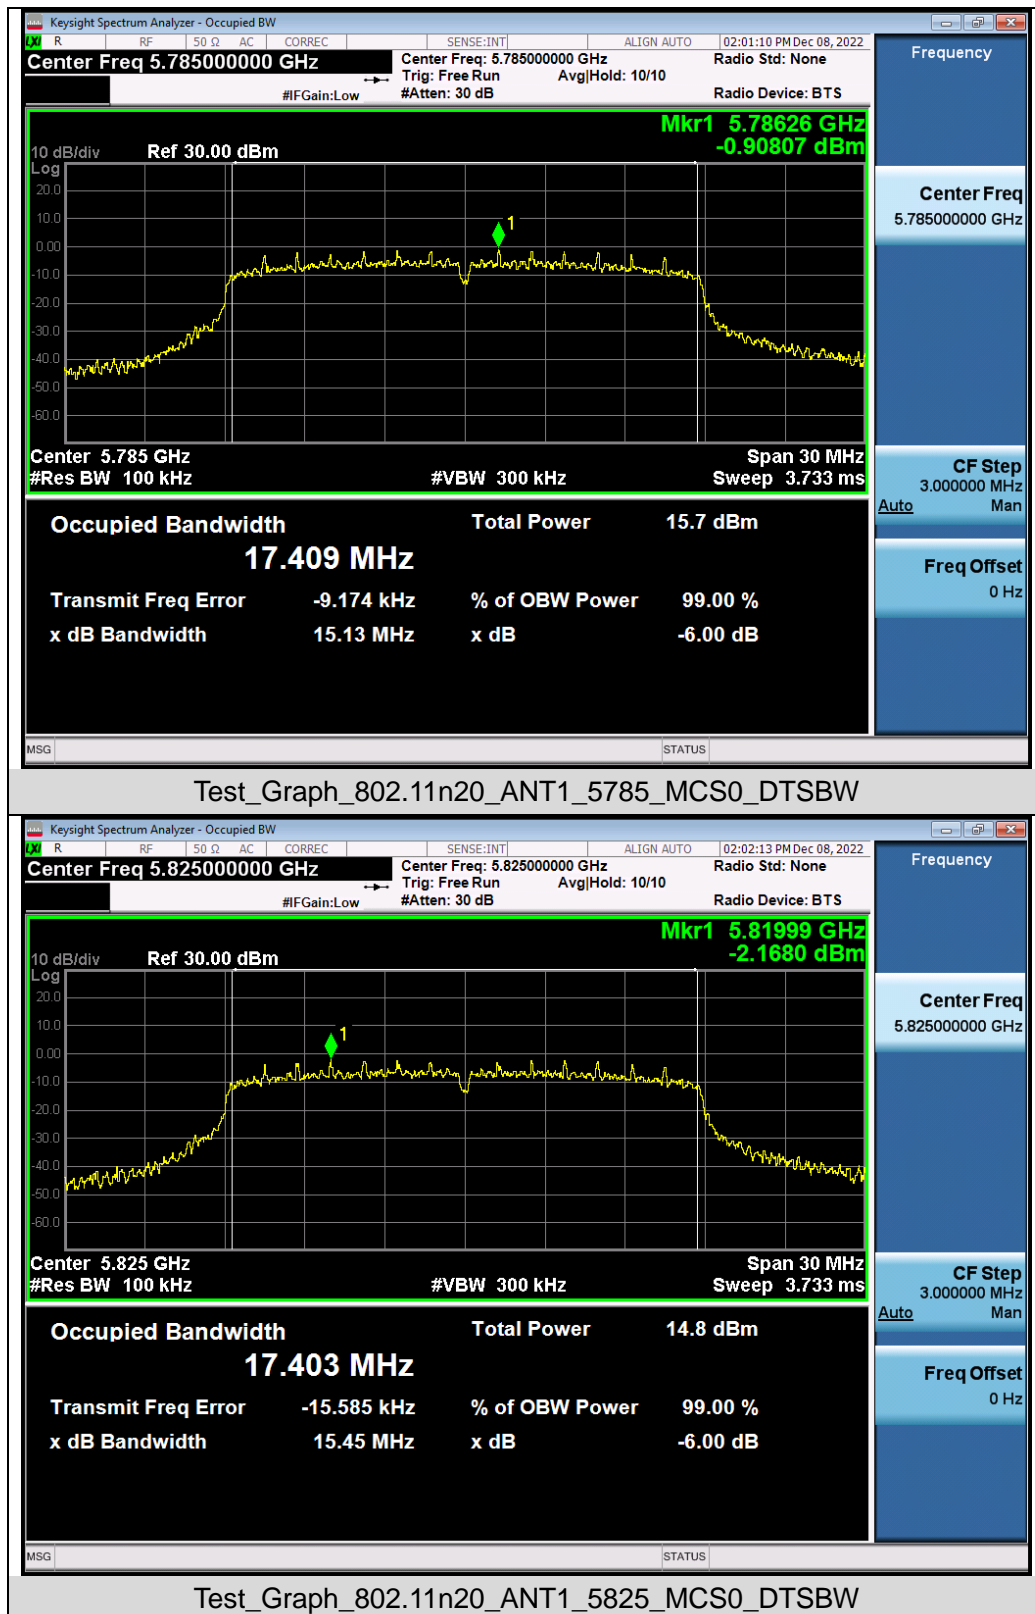 Keysight Spectrum Analyzer - Occupied BW
LXI R RF 50 Ω AC CORREC SENSE:INT ALIGN AUTO 02:01:10 PM Dec 08, 2022
Center Freq 5.785000000 GHz
Center Freq: 5.785000000 GHz Radio Std: None
Trig: Free Run Avg|Hold: 10/10
#IFGain:Low #Atten: 30 dB Radio Device: BTS
Frequency
Mkr1 5.78626 GHz
-0.90807 dBm
10 dB/div Ref 30.00 dBm
Log
20.0
10.0
0.00
-10.0
-20.0
-30.0
-40.0
-50.0
-60.0
1
Center 5.785 GHz Span 30 MHz
#Res BW 100 kHz #VBW 300 kHz Sweep 3.733 ms
Center Freq
5.785000000 GHz
CF Step
3.000000 MHz
Auto Man
Freq Offset
0 Hz
Occupied Bandwidth Total Power 15.7 dBm
17.409 MHz
Transmit Freq Error -9.174 kHz % of OBW Power 99.00 %
x dB Bandwidth 15.13 MHz x dB -6.00 dB
MSG STATUS
Test_Graph_802.11n20_ANT1_5785_MCS0_DTSBW
Keysight Spectrum Analyzer - Occupied BW
LXI R RF 50 Ω AC CORREC SENSE:INT ALIGN AUTO 02:02:13 PM Dec 08, 2022
Center Freq 5.825000000 GHz
Center Freq: 5.825000000 GHz Radio Std: None
Trig: Free Run Avg|Hold: 10/10
#IFGain:Low #Atten: 30 dB Radio Device: BTS
Frequency
Mkr1 5.81999 GHz
-2.1680 dBm
10 dB/div Ref 30.00 dBm
Log
20.0
10.0
0.00
-10.0
-20.0
-30.0
-40.0
-50.0
-60.0
1
Center 5.825 GHz Span 30 MHz
#Res BW 100 kHz #VBW 300 kHz Sweep 3.733 ms
Center Freq
5.825000000 GHz
CF Step
3.000000 MHz
Auto Man
Freq Offset
0 Hz
Occupied Bandwidth Total Power 14.8 dBm
17.403 MHz
Transmit Freq Error -15.585 kHz % of OBW Power 99.00 %
x dB Bandwidth 15.45 MHz x dB -6.00 dB
MSG STATUS
Test_Graph_802.11n20_ANT1_5825_MCS0_DTSBW